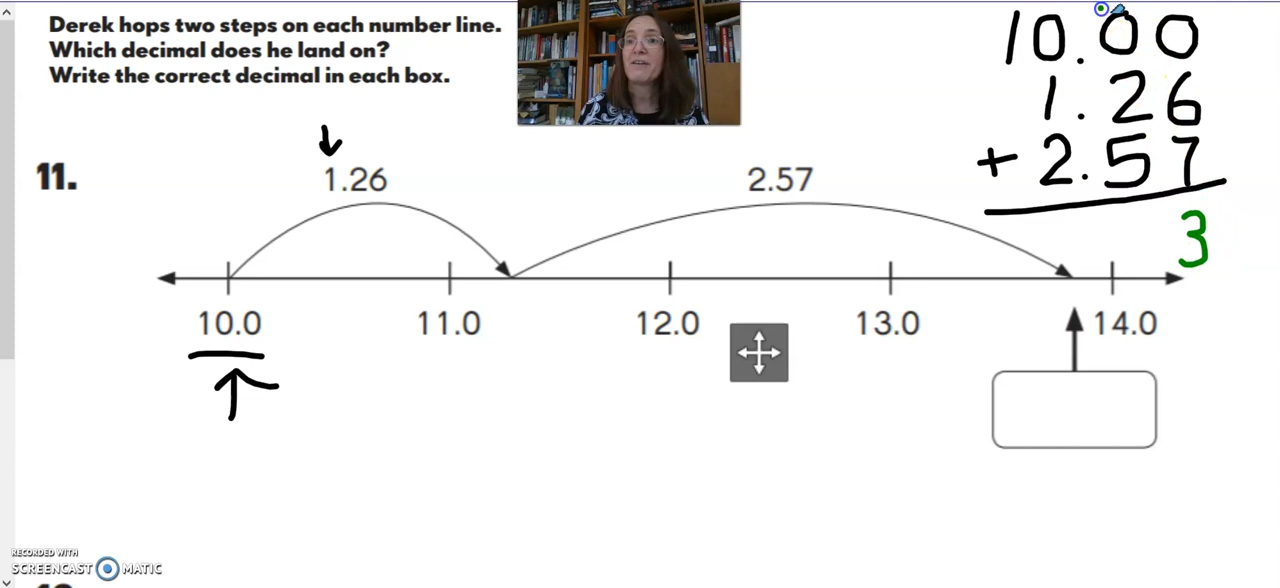 Derek hops two steps on each number line.
Which decimal does he land on?
Write the correct decimal in each box.
10.00
1.26
+ 2.57
3
11.
1.26 2.57
10.0 11.0 12.0 13.0 14.0
RECORDED WITH
SCREENCAST MATIC